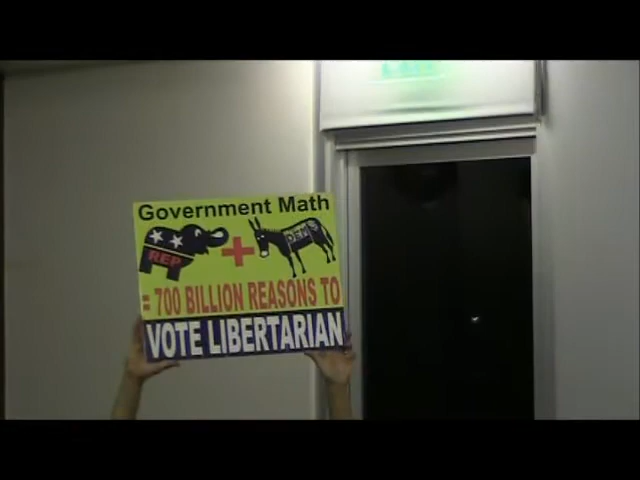 Government Math
REP + DEMS
= 700 BILLION REASONS TO
VOTE LIBERTARIAN